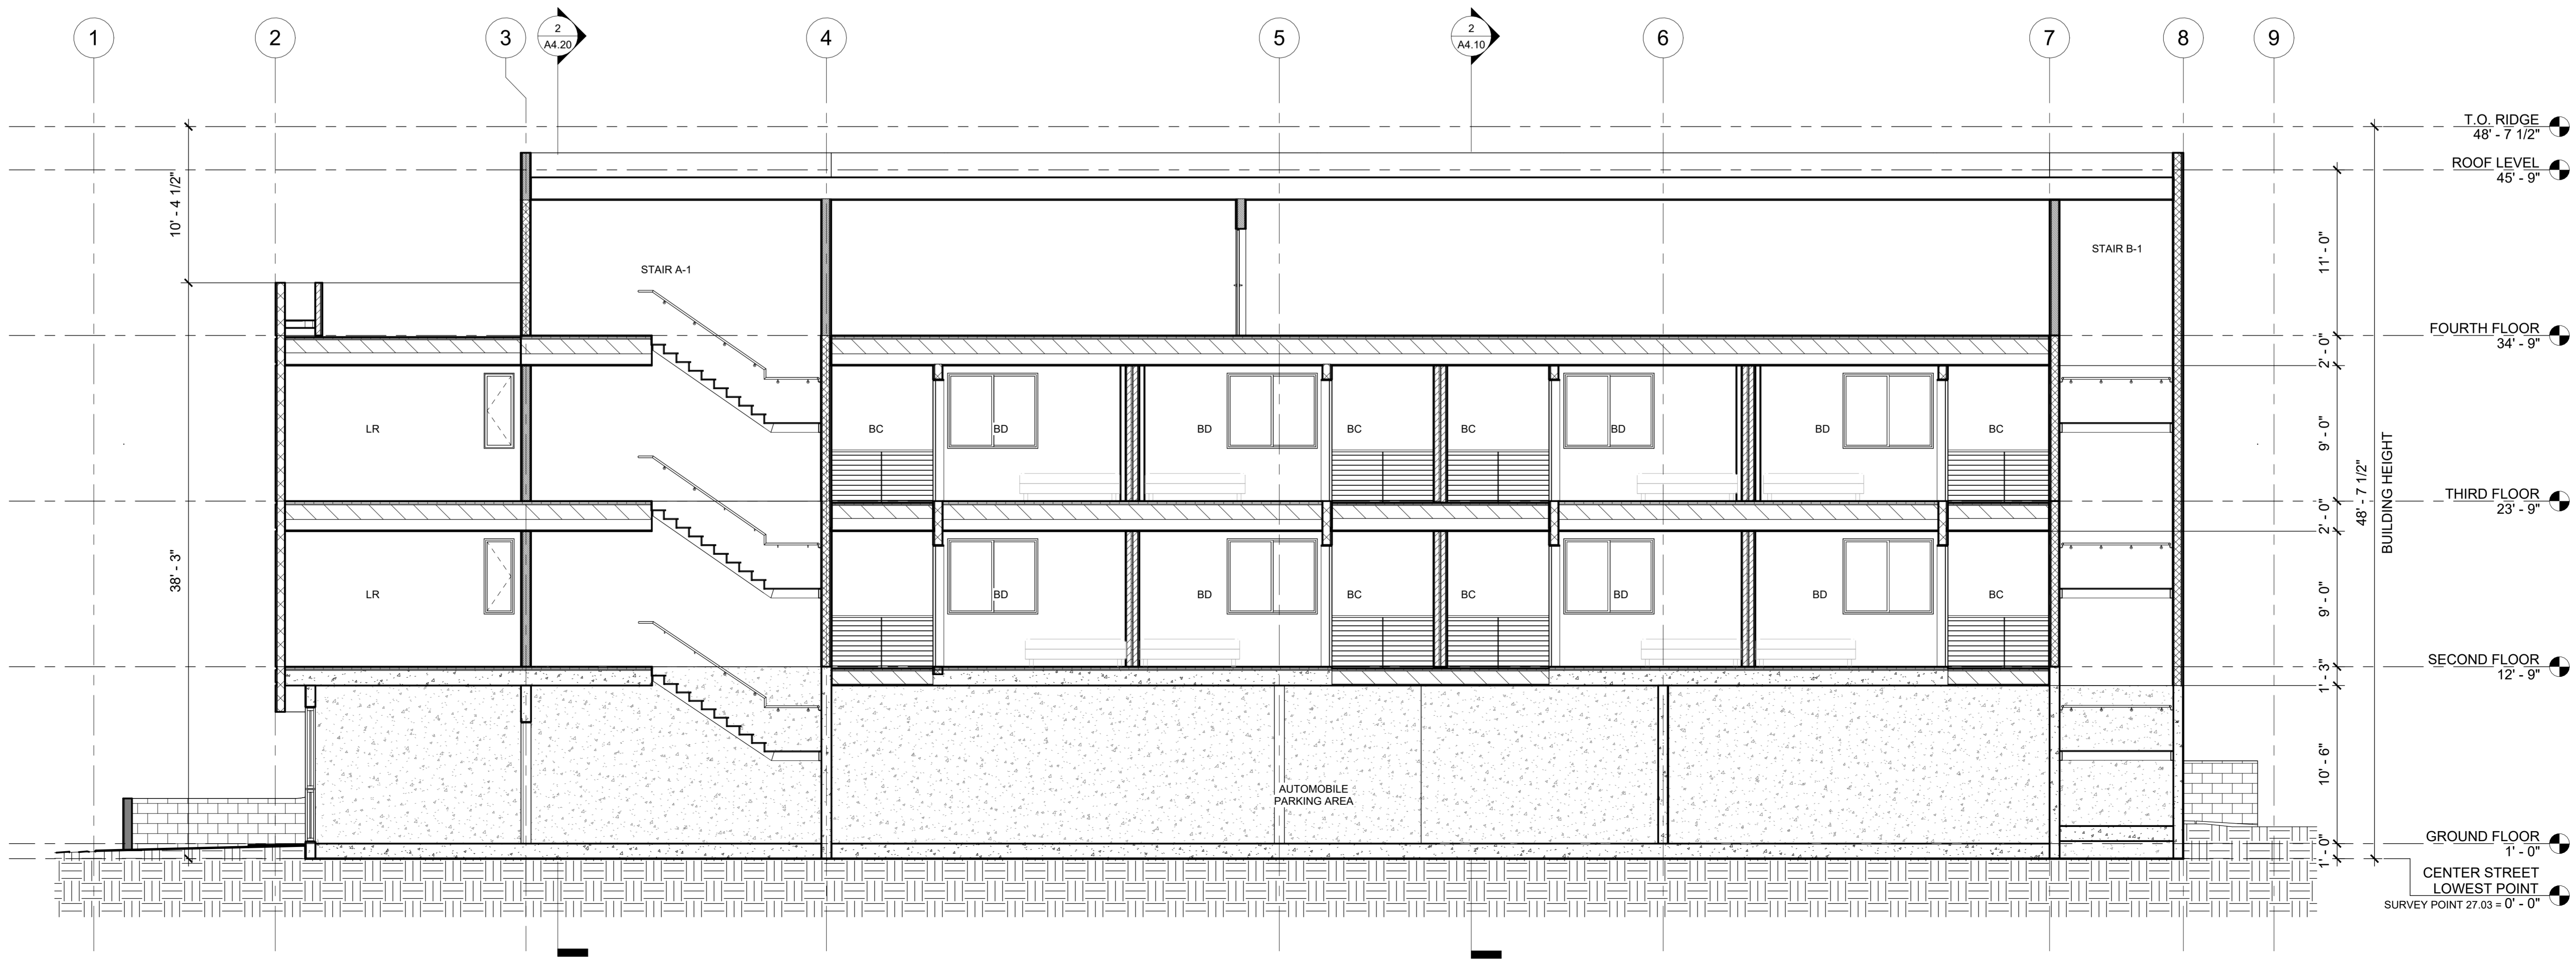 1
2
3
2
A4.20
4
5
2
A4.10
6
7
8
9
T.O. RIDGE
48' - 7 1/2"
ROOF LEVEL
45' - 9"
10' - 4 1/2"
11' - 0"
STAIR A-1
STAIR B-1
FOURTH FLOOR
34' - 9"
2' - 0"
LR
BC
BD
BD
BC
BC
BD
BD
BC
9' - 0"
48' - 7 1/2"
BUILDING HEIGHT
THIRD FLOOR
23' - 9"
2' - 0"
38' - 3"
LR
BD
BD
BC
BC
BD
BD
BC
9' - 0"
SECOND FLOOR
12' - 9"
1' - 3"
10' - 6"
AUTOMOBILE
PARKING AREA
GROUND FLOOR
1' - 0"
1' - 0"
CENTER STREET
LOWEST POINT
SURVEY POINT 27.03 = 0' - 0"